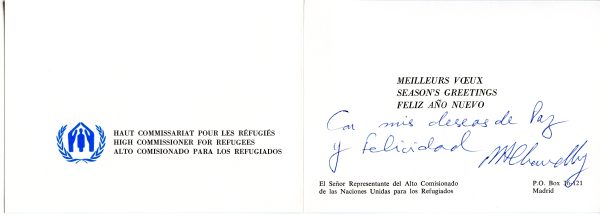 HAUT COMMISSARIAT POUR LES RÉFUGIÉS
HIGH COMMISSIONER FOR REFUGEES
ALTO COMISIONADO PARA LOS REFUGIADOS
MEILLEURS VŒUX
SEASON'S GREETINGS
FELIZ AÑO NUEVO
Con mis deseos de Paz
y felicidad
El Señor Representante del Alto Comisionado
de las Naciones Unidas para los Refugiados
P.O. Box
Madrid